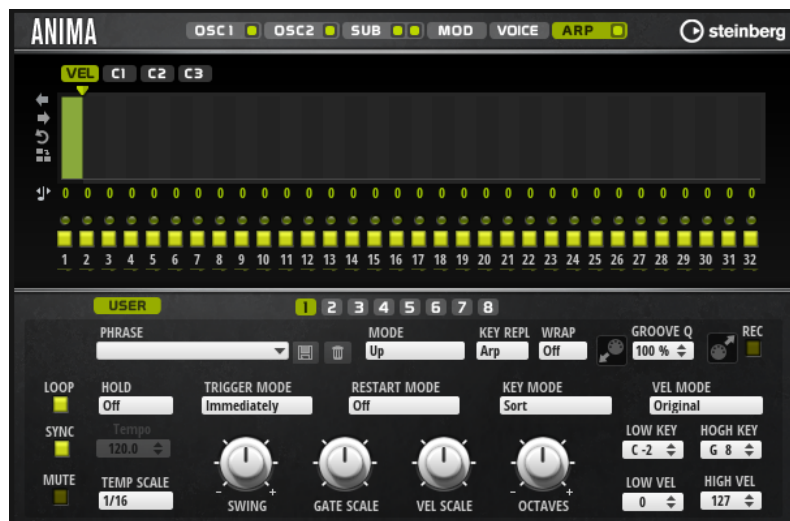 ANIMA OSC1 OSC2 SUB MOD VOICE ARP steinberg
VEL C1 C2 C3
0 0 0 0 0 0 0 0 0 0 0 0 0 0 0 0 0 0 0 0 0 0 0 0 0 0 0 0 0 0 0 0
1 2 3 4 5 6 7 8 9 10 11 12 13 14 15 16 17 18 19 20 21 22 23 24 25 26 27 28 29 30 31 32
USER 1 2 3 4 5 6 7 8
PHRASE MODE KEY REPL WRAP GROOVE Q REC
Up Arp Off 100 %
LOOP HOLD TRIGGER MODE RESTART MODE KEY MODE VEL MODE
Off Immediately Off Sort Original
SYNC Tempo LOW KEY HOGH KEY
120.0 C -2 G 8
MUTE TEMP SCALE LOW VEL HIGH VEL
1/16 - + SWING GATE SCALE VEL SCALE - + OCTAVES 0 127